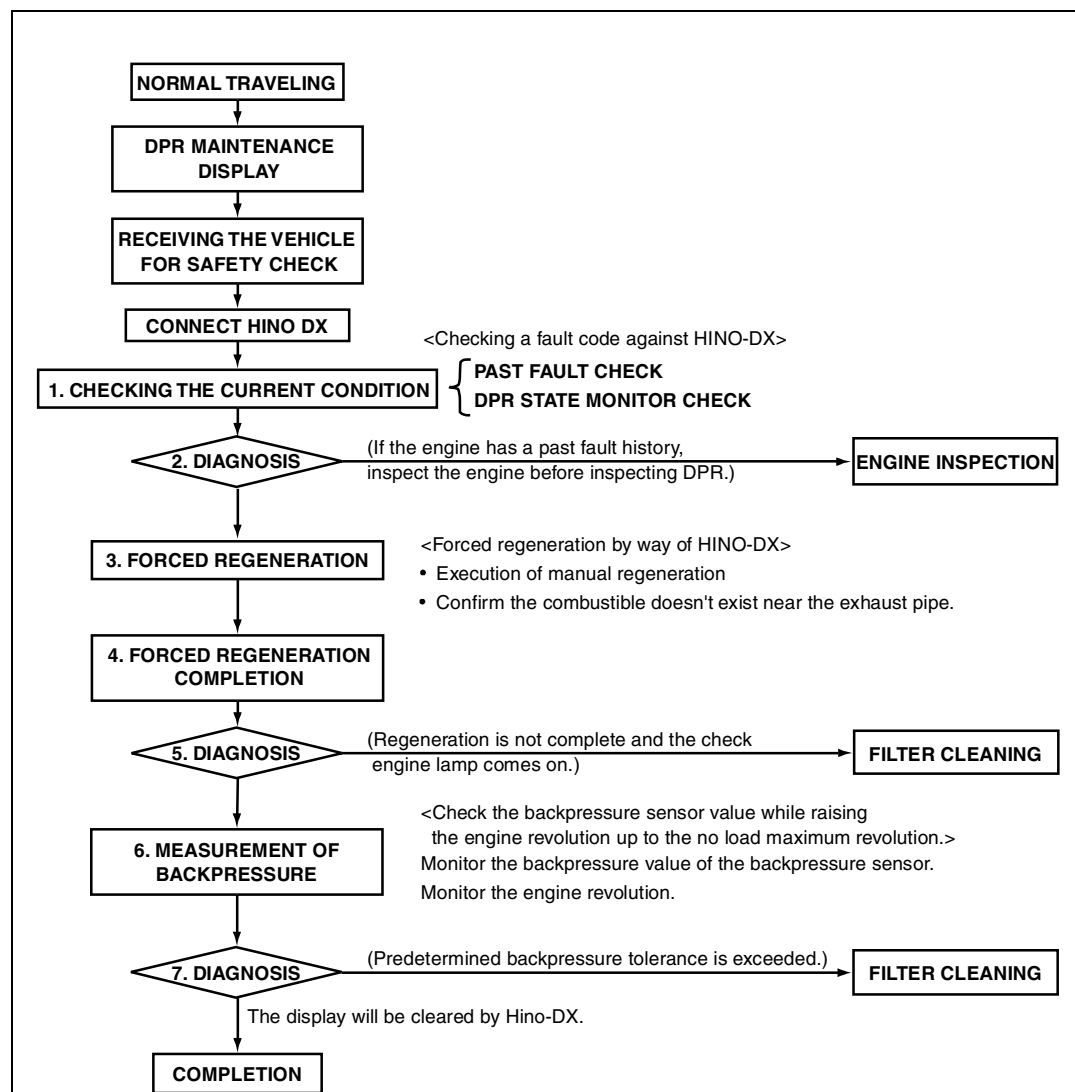 NORMAL TRAVELING
DPR MAINTENANCE
DISPLAY
RECEIVING THE VEHICLE
FOR SAFETY CHECK
CONNECT HINO DX
<Checking a fault code against HINO-DX>
1. CHECKING THE CURRENT CONDITION
PAST FAULT CHECK
DPR STATE MONITOR CHECK
2. DIAGNOSIS
(If the engine has a past fault history,
inspect the engine before inspecting DPR.)
ENGINE INSPECTION
3. FORCED REGENERATION
<Forced regeneration by way of HINO-DX>
• Execution of manual regeneration
• Confirm the combustible doesn't exist near the exhaust pipe.
4. FORCED REGENERATION
COMPLETION
5. DIAGNOSIS
(Regeneration is not complete and the check
engine lamp comes on.)
FILTER CLEANING
6. MEASUREMENT OF
BACKPRESSURE
<Check the backpressure sensor value while raising
the engine revolution up to the no load maximum revolution.>
Monitor the backpressure value of the backpressure sensor.
Monitor the engine revolution.
7. DIAGNOSIS
(Predetermined backpressure tolerance is exceeded.)
FILTER CLEANING
The display will be cleared by Hino-DX.
COMPLETION